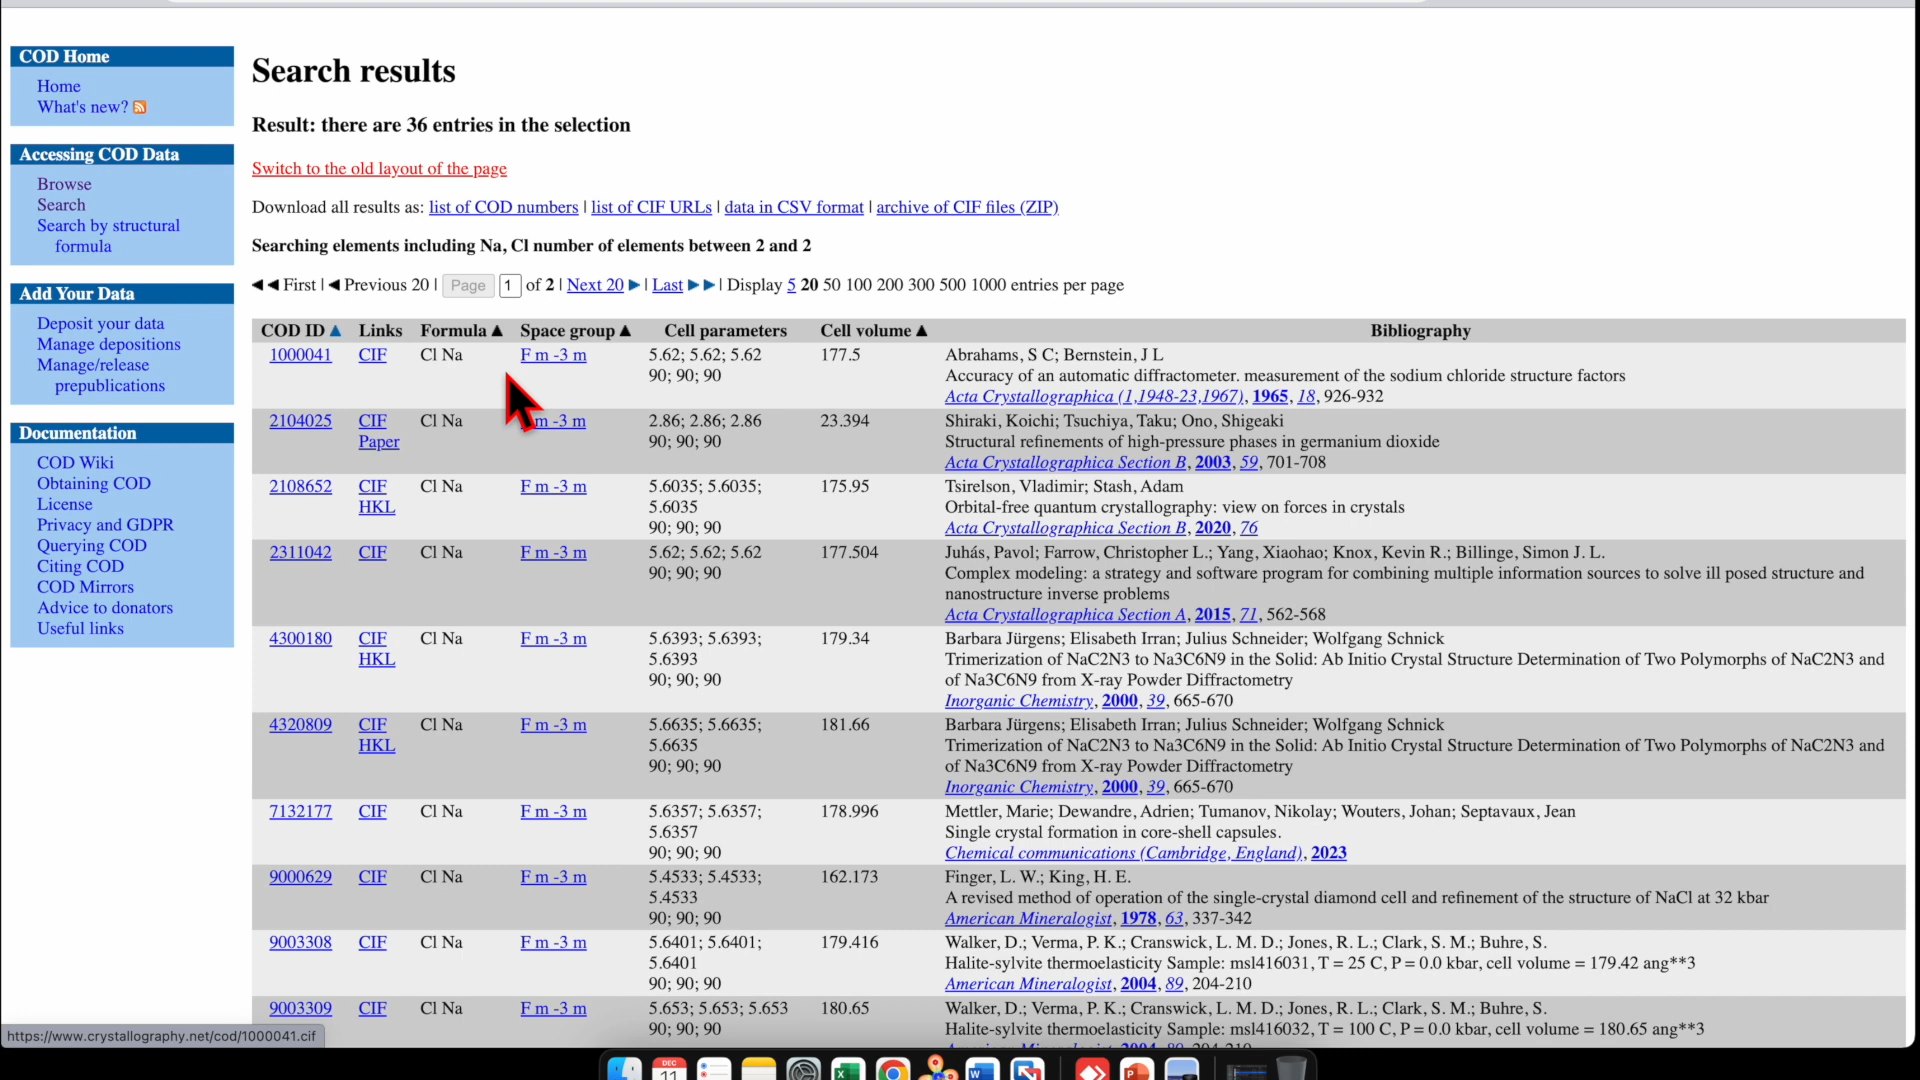 COD Home
Home
What's new?
Accessing COD Data
Browse
Search
Search by structural
formula
Add Your Data
Deposit your data
Manage depositions
Manage/release
prepublications
Documentation
COD Wiki
Obtaining COD
License
Privacy and GDPR
Querying COD
Citing COD
COD Mirrors
Advice to donators
Useful links
Search results
Result: there are 36 entries in the selection
Switch to the old layout of the page
Download all results as: list of COD numbers | list of CIF URLs | data in CSV format | archive of CIF files (ZIP)
Searching elements including Na, Cl number of elements between 2 and 2
◀◀ First | ◀ Previous 20 | Page 1 of 2 | Next 20 ▶ | Last ▶▶ | Display 5 20 50 100 200 300 500 1000 entries per page
COD ID ▲ Links Formula ▲ Space group ▲ Cell parameters Cell volume ▲ Bibliography
1000041 CIF Cl Na F m -3 m 5.62; 5.62; 5.62 177.5 Abrahams, S C; Bernstein, J L
90; 90; 90 Accuracy of an automatic diffractometer. measurement of the sodium chloride structure factors
Acta Crystallographica (1,1948-23,1967), 1965, 18, 926-932
2104025 CIF Cl Na m -3 m 2.86; 2.86; 2.86 23.394 Shiraki, Koichi; Tsuchiya, Taku; Ono, Shigeaki
Paper 90; 90; 90 Structural refinements of high-pressure phases in germanium dioxide
Acta Crystallographica Section B, 2003, 59, 701-708
2108652 CIF Cl Na F m -3 m 5.6035; 5.6035; 175.95 Tsirelson, Vladimir; Stash, Adam
HKL 5.6035 Orbital-free quantum crystallography: view on forces in crystals
90; 90; 90 Acta Crystallographica Section B, 2020, 76
2311042 CIF Cl Na F m -3 m 5.62; 5.62; 5.62 177.504 Juhás, Pavol; Farrow, Christopher L.; Yang, Xiaohao; Knox, Kevin R.; Billinge, Simon J. L.
90; 90; 90 Complex modeling: a strategy and software program for combining multiple information sources to solve ill posed structure and
nanostructure inverse problems
Acta Crystallographica Section A, 2015, 71, 562-568
4300180 CIF Cl Na F m -3 m 5.6393; 5.6393; 179.34 Barbara Jürgens; Elisabeth Irran; Julius Schneider; Wolfgang Schnick
HKL 5.6393 Trimerization of NaC2N3 to Na3C6N9 in the Solid: Ab Initio Crystal Structure Determination of Two Polymorphs of NaC2N3 and
90; 90; 90 of Na3C6N9 from X-ray Powder Diffractometry
Inorganic Chemistry, 2000, 39, 665-670
4320809 CIF Cl Na F m -3 m 5.6635; 5.6635; 181.66 Barbara Jürgens; Elisabeth Irran; Julius Schneider; Wolfgang Schnick
HKL 5.6635 Trimerization of NaC2N3 to Na3C6N9 in the Solid: Ab Initio Crystal Structure Determination of Two Polymorphs of NaC2N3 and
90; 90; 90 of Na3C6N9 from X-ray Powder Diffractometry
Inorganic Chemistry, 2000, 39, 665-670
7132177 CIF Cl Na F m -3 m 5.6357; 5.6357; 178.996 Mettler, Marie; Dewandre, Adrien; Tumanov, Nikolay; Wouters, Johan; Septavaux, Jean
5.6357 Single crystal formation in core-shell capsules.
90; 90; 90 Chemical communications (Cambridge, England), 2023
9000629 CIF Cl Na F m -3 m 5.4533; 5.4533; 162.173 Finger, L. W.; King, H. E.
5.4533 A revised method of operation of the single-crystal diamond cell and refinement of the structure of NaCl at 32 kbar
90; 90; 90 American Mineralogist, 1978, 63, 337-342
9003308 CIF Cl Na F m -3 m 5.6401; 5.6401; 179.416 Walker, D.; Verma, P. K.; Cranswick, L. M. D.; Jones, R. L.; Clark, S. M.; Buhre, S.
5.6401 Halite-sylvite thermoelasticity Sample: msl416031, T = 25 C, P = 0.0 kbar, cell volume = 179.42 ang**3
90; 90; 90 American Mineralogist, 2004, 89, 204-210
9003309 CIF Cl Na F m -3 m 5.653; 5.653; 5.653 180.65 Walker, D.; Verma, P. K.; Cranswick, L. M. D.; Jones, R. L.; Clark, S. M.; Buhre, S.
90; 90; 90 Halite-sylvite thermoelasticity Sample: msl416032, T = 100 C, P = 0.0 kbar, cell volume = 180.65 ang**3
https://www.crystallography.net/cod/1000041.cif
DEC
11